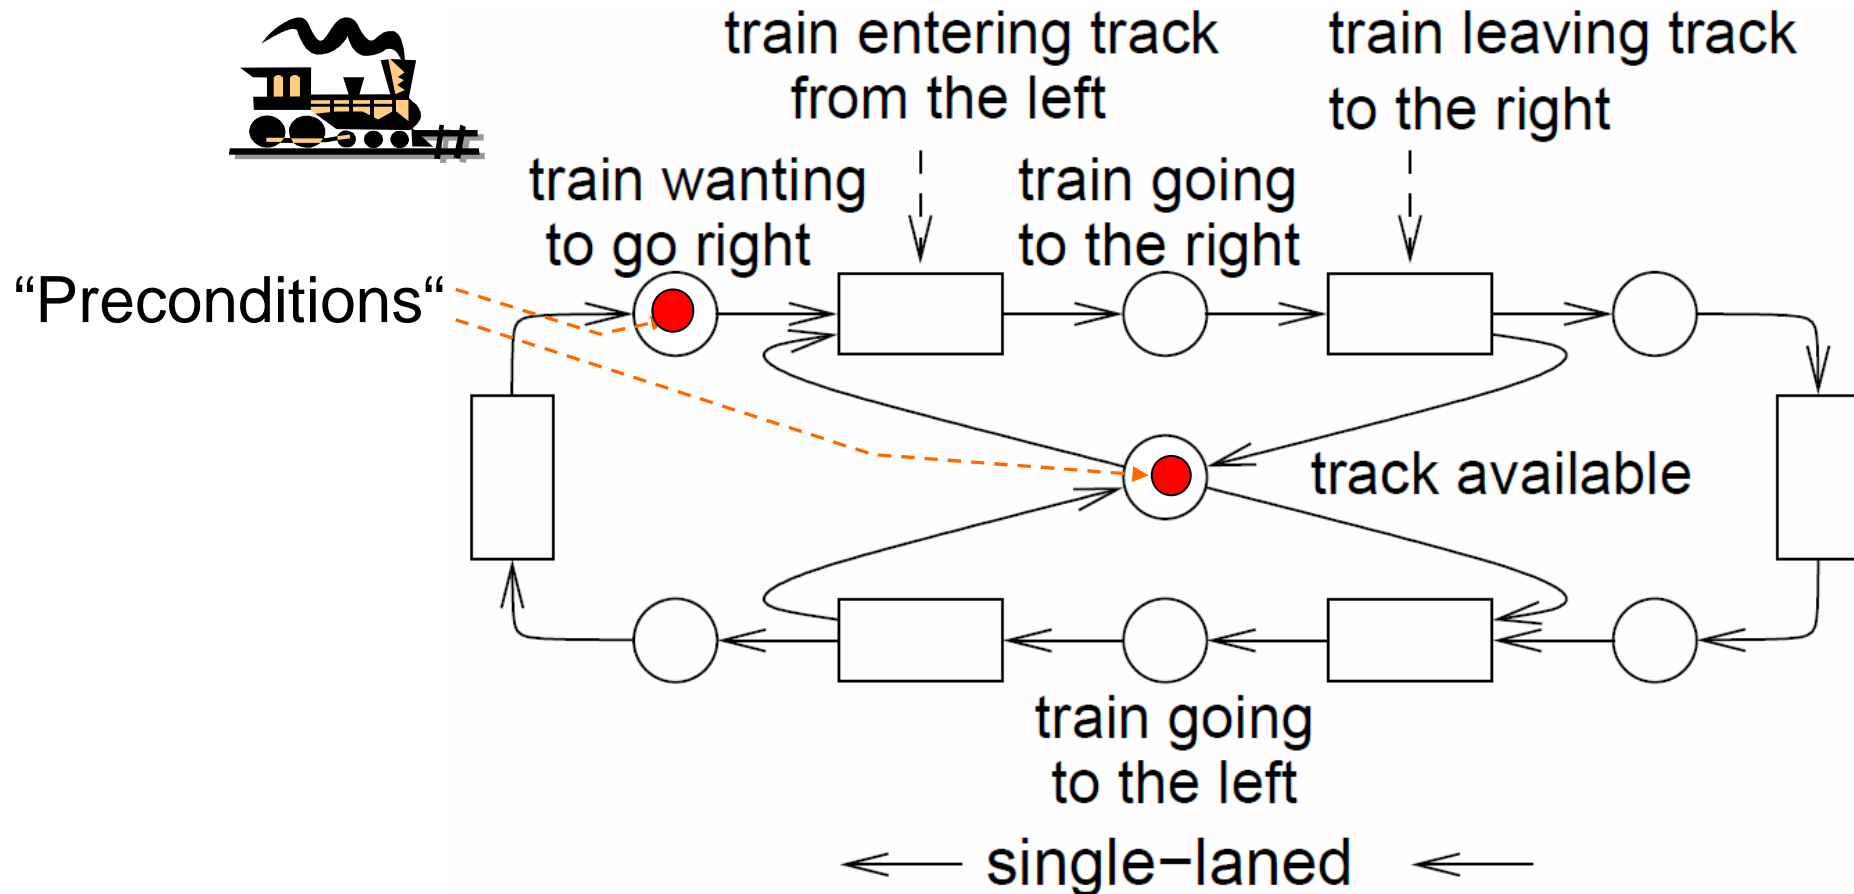 train entering track
from the left
train leaving track
to the right
train wanting
to go right
train going
to the right
“Preconditions“
track available
train going
to the left
single−laned